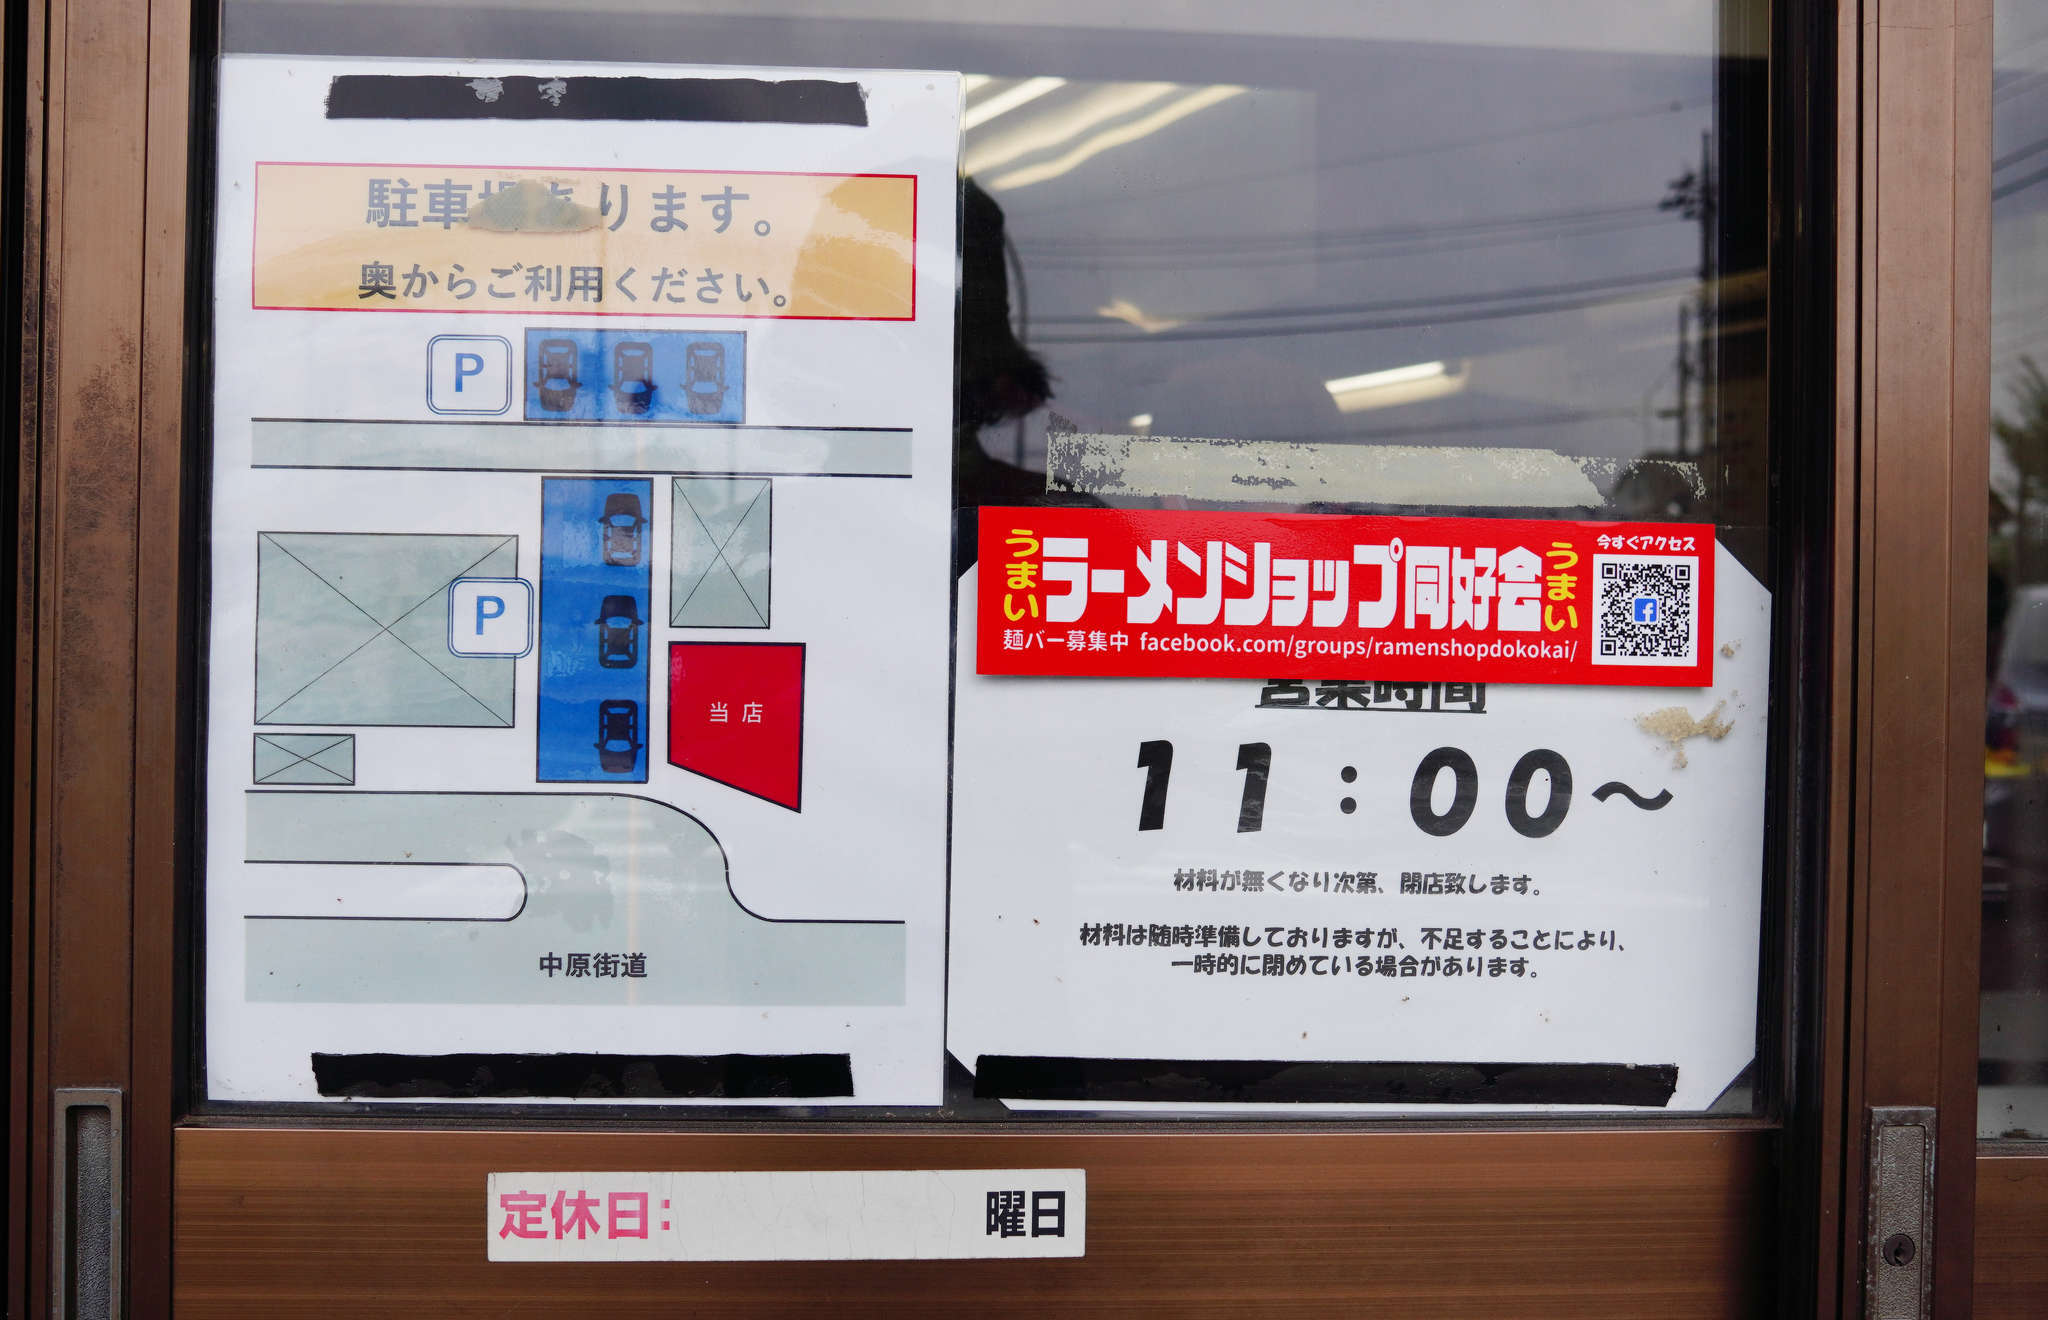 駐車場あります。
奥からご利用ください。
P
P
当店
中原街道
うまい
ラーメンショップ同好会
うまい
今すぐアクセス
麺バー募集中 facebook.com/groups/ramenshopdokokai/
営業時間
11:00～
材料が無くなり次第、閉店致します。
材料は随時準備しておりますが、不足することにより、
一時的に閉めている場合があります。
定休日: 曜日